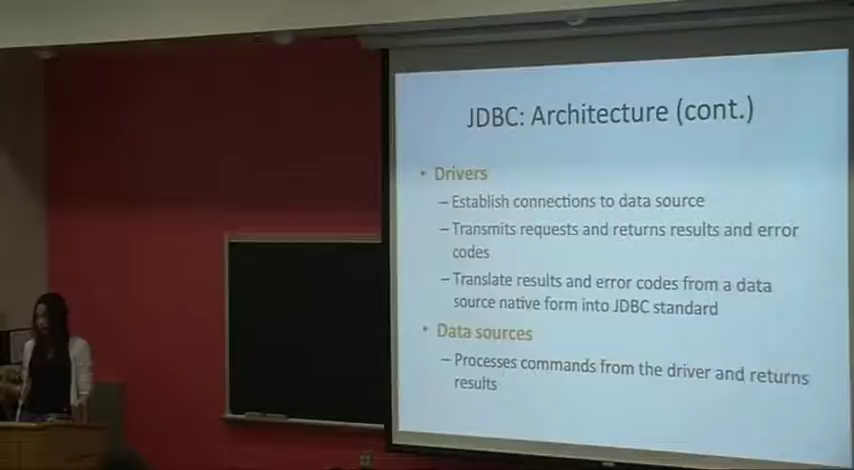 JDBC: Architecture (cont.)
• Drivers
– Establish connections to data source
– Transmits requests and returns results and error
codes
– Translate results and error codes from a data
source native form into JDBC standard
• Data sources
– Processes commands from the driver and returns
results